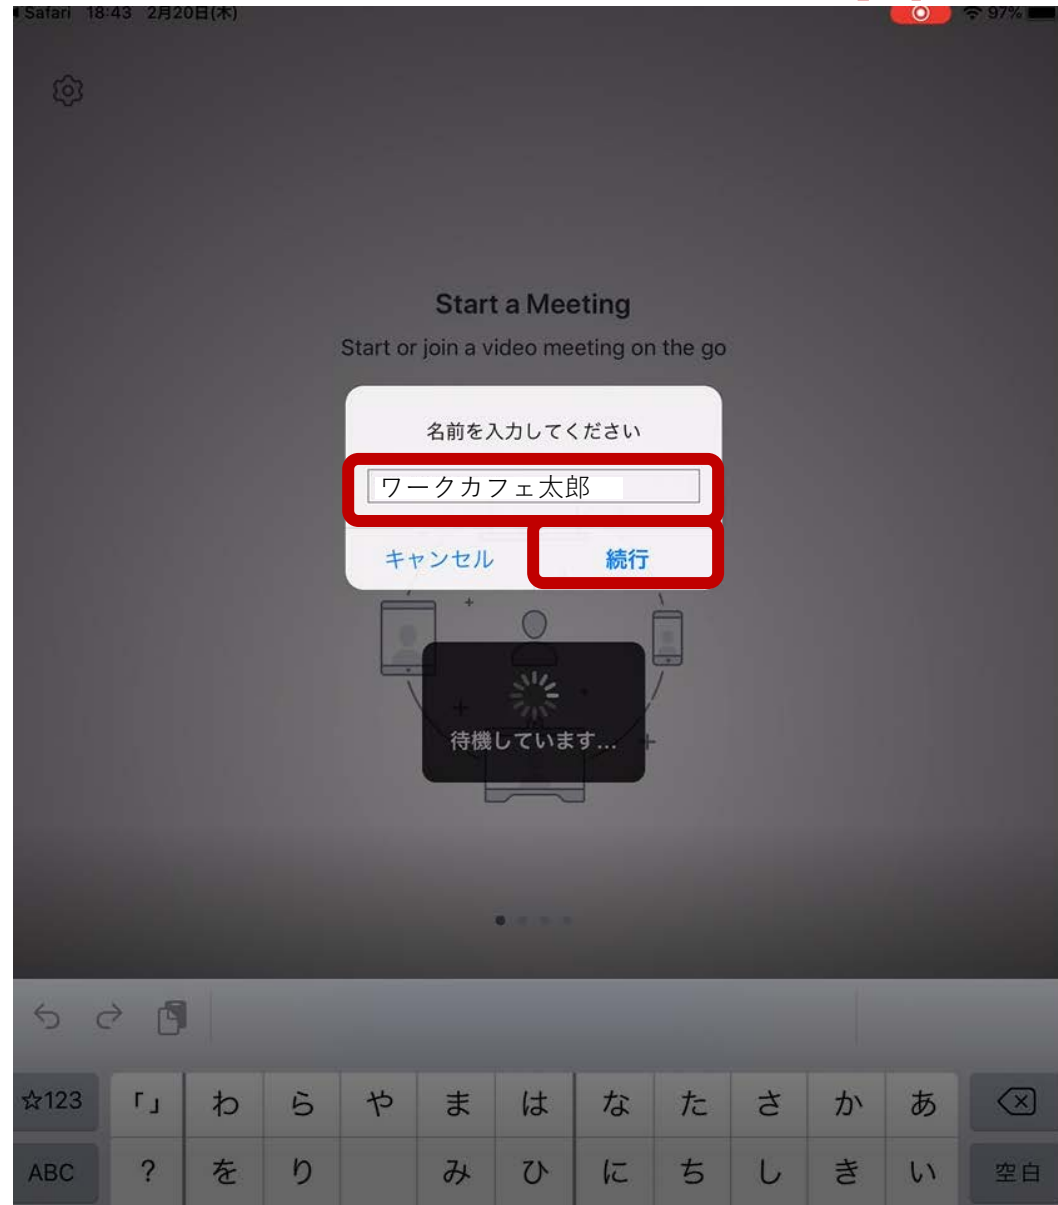 Safari 18:43 2月20日(木) 97%
Start a Meeting
Start or join a video meeting on the go
名前を入力してください
ワークカフェ太郎
キャンセル 続行
待機しています...
☆123 「」 わ ら や ま は な た さ か あ
ABC ? を り み ひ に ち し き い 空白